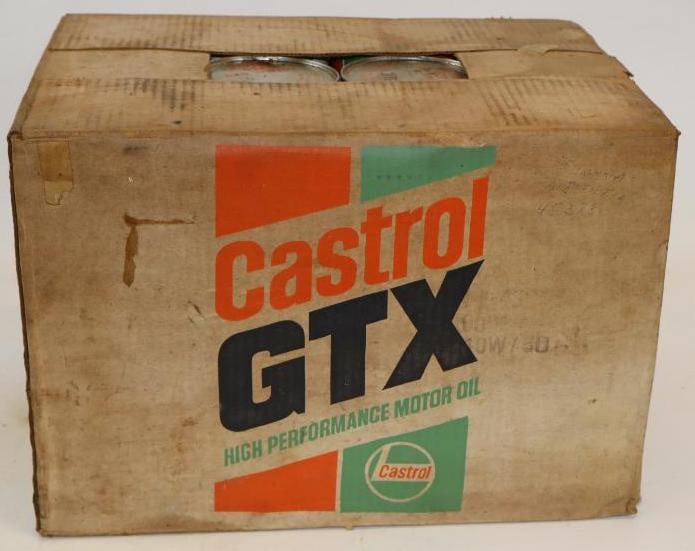 Castrol
GTX
HIGH PERFORMANCE MOTOR OIL
Castrol